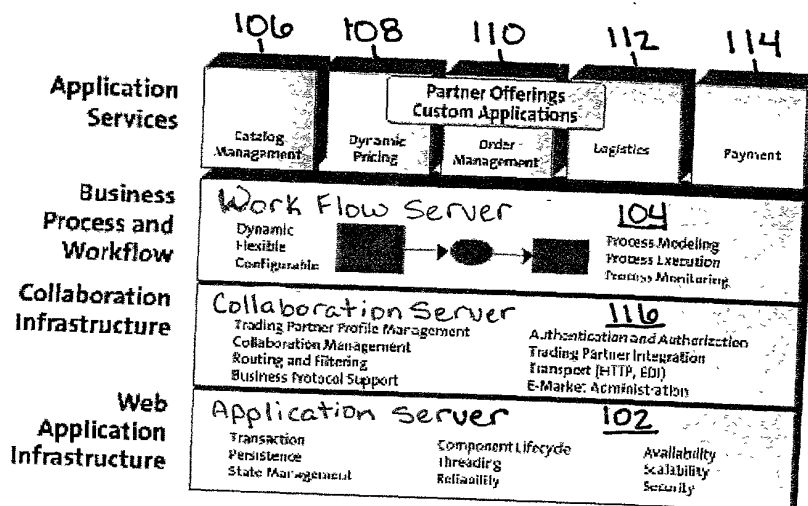 106 108 110 112 114
Application
Services
Partner Offerings
Custom Applications
Catalog
Management
Dynamic
Pricing
Order
Management
Logistics
Payment
Business
Process and
Workflow
Work Flow Server 104
Dynamic
Flexible
Configurable
Process Modeling
Process Execution
Process Monitoring
Collaboration
Infrastructure
Collaboration Server 116
Trading Partner Profile Management
Collaboration Management
Routing and Filtering
Business Protocol Support
Authentication and Authorization
Trading Partner Integration
Transport (HTTP, EDI)
E-Market Administration
Web
Application
Infrastructure
Application Server 102
Transaction
Persistence
State Management
Component Lifecycle
Threading
Reliability
Availability
Scalability
Security